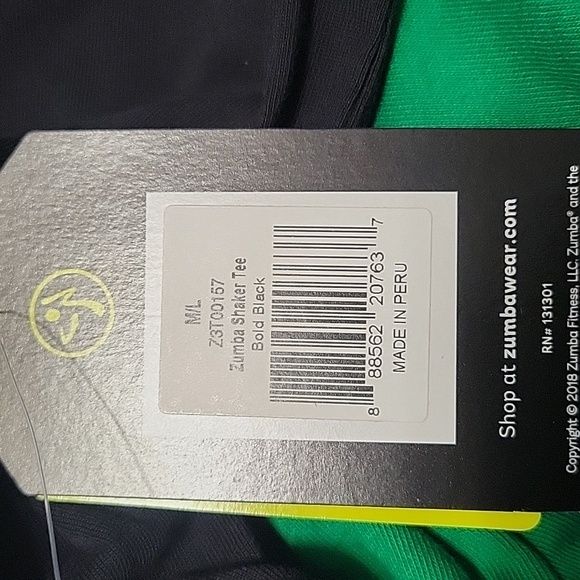 M/L
Z3T00157
Zumba Shaker Tee
Bold Black
8 88562 20763 7
MADE IN PERU
Shop at zumbawear.com
RN# 131301
Copyright © 2018 Zumba Fitness, LLC. Zumba® and the